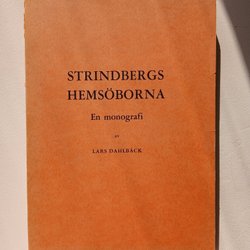 STRINDBERGS
HEMSÖBORNA
En monografi
av
LARS DAHLBÄCK